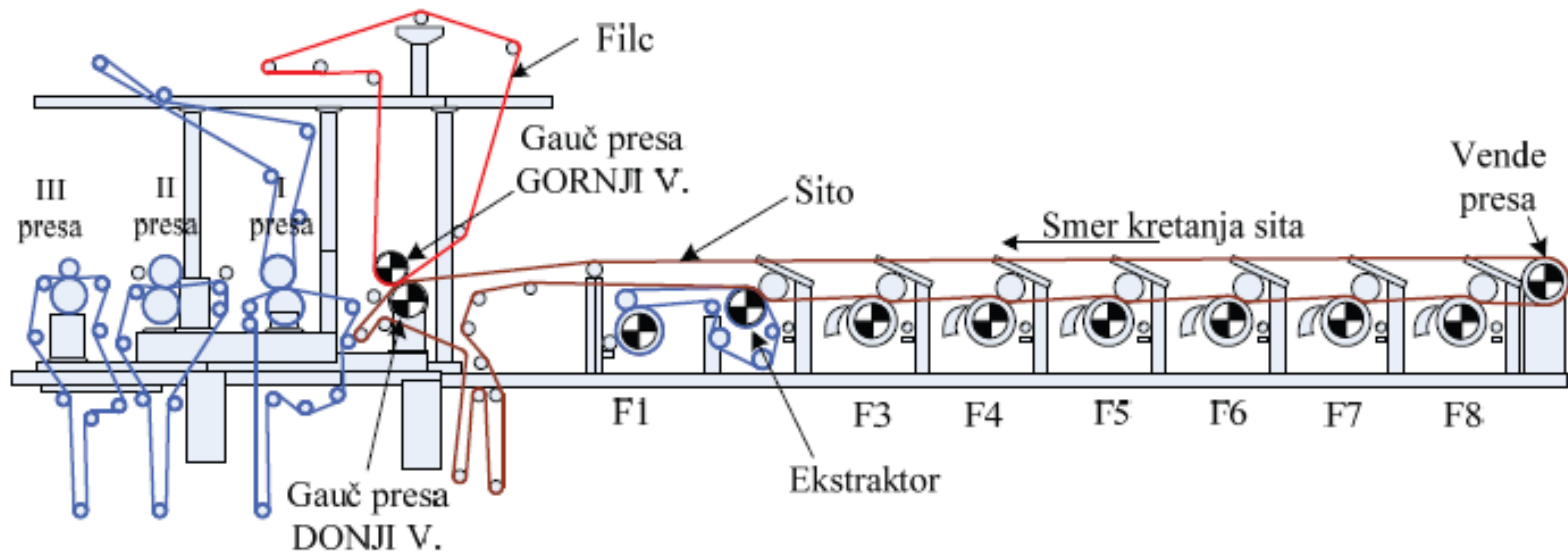 Filc
Gauč presa
GORNJI V.
Vende
presa
III
presa
II
presa
I
presa
Šito
Smer kretanja sita
F1
F3
F4
F5
F6
F7
F8
Ekstraktor
Gauč presa
DONJI V.